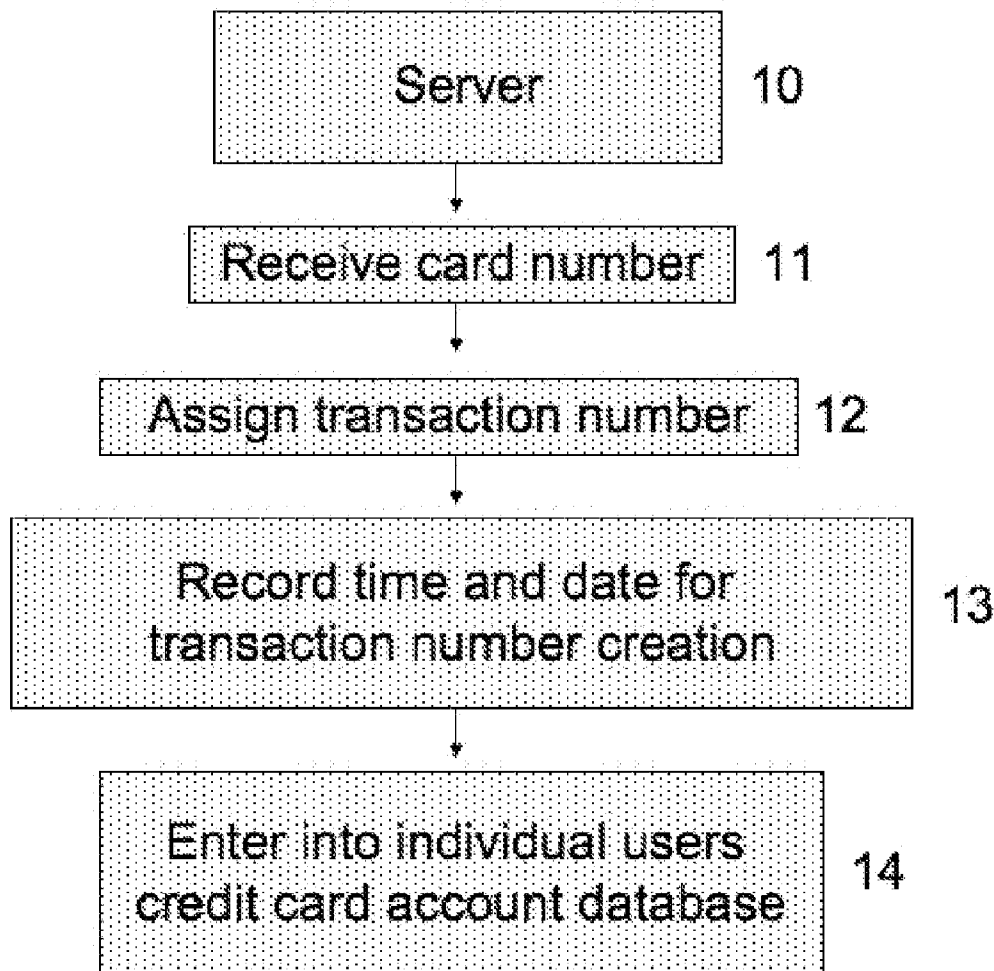 Server 10
Receive card number 11
Assign transaction number 12
Record time and date for
transaction number creation 13
Enter into individual users
credit card account database 14